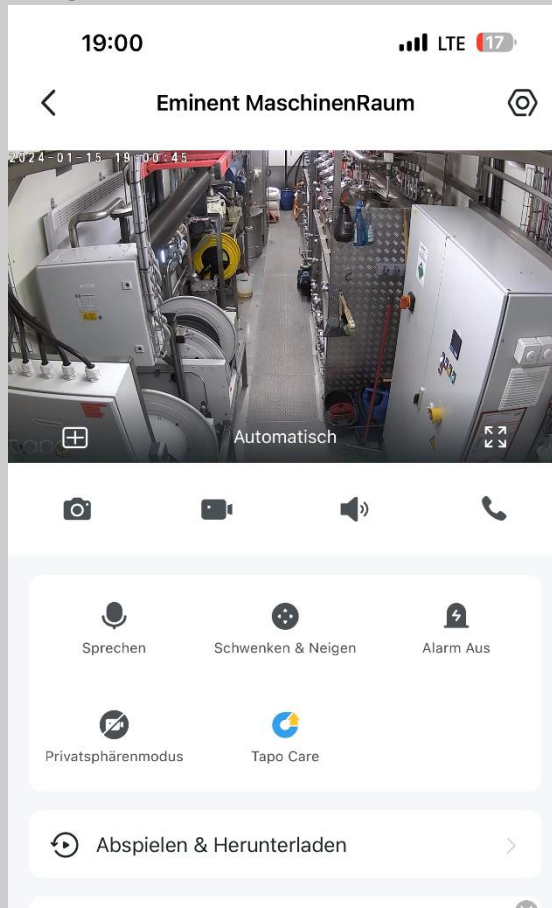 19:00
LTE 17
Eminent MaschinenRaum
2024-01-15 19:00:45
tapo
Automatisch
Sprechen
Schwenken & Neigen
Alarm Aus
Privatsphärenmodus
Tapo Care
Abspielen & Herunterladen